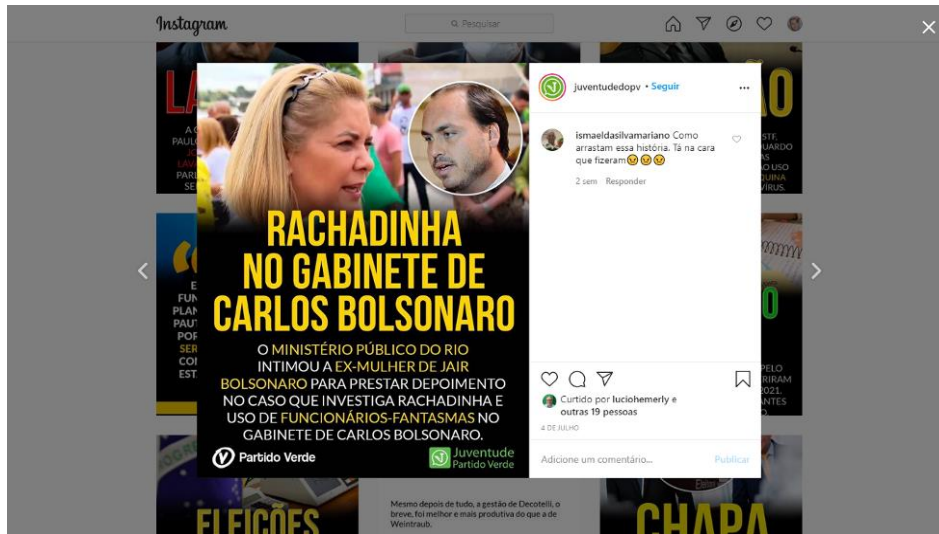 Instagram
Pesquisar
RACHADINHA
NO GABINETE DE
CARLOS BOLSONARO
O MINISTÉRIO PÚBLICO DO RIO
INTIMOU A EX-MULHER DE JAIR
BOLSONARO PARA PRESTAR DEPOIMENTO
NO CASO QUE INVESTIGA RACHADINHA E
USO DE FUNCIONÁRIOS-FANTASMAS NO
GABINETE DE CARLOS BOLSONARO.
Partido Verde
Juventude
Partido Verde
juventudedopv • Seguir
ismaeldasilvamariano Como
arrastam essa história. Tá na cara
que fizeram
2 sem Responder
Curtido por luciohemerly e
outras 19 pessoas
4 DE JULHO
Adicione um comentário...
Publicar
ELEIÇÕES
Mesmo depois de tudo, a gestão de Decotelli, o
breve, foi melhor e mais produtiva do que a de
Weintraub.
CHAPA